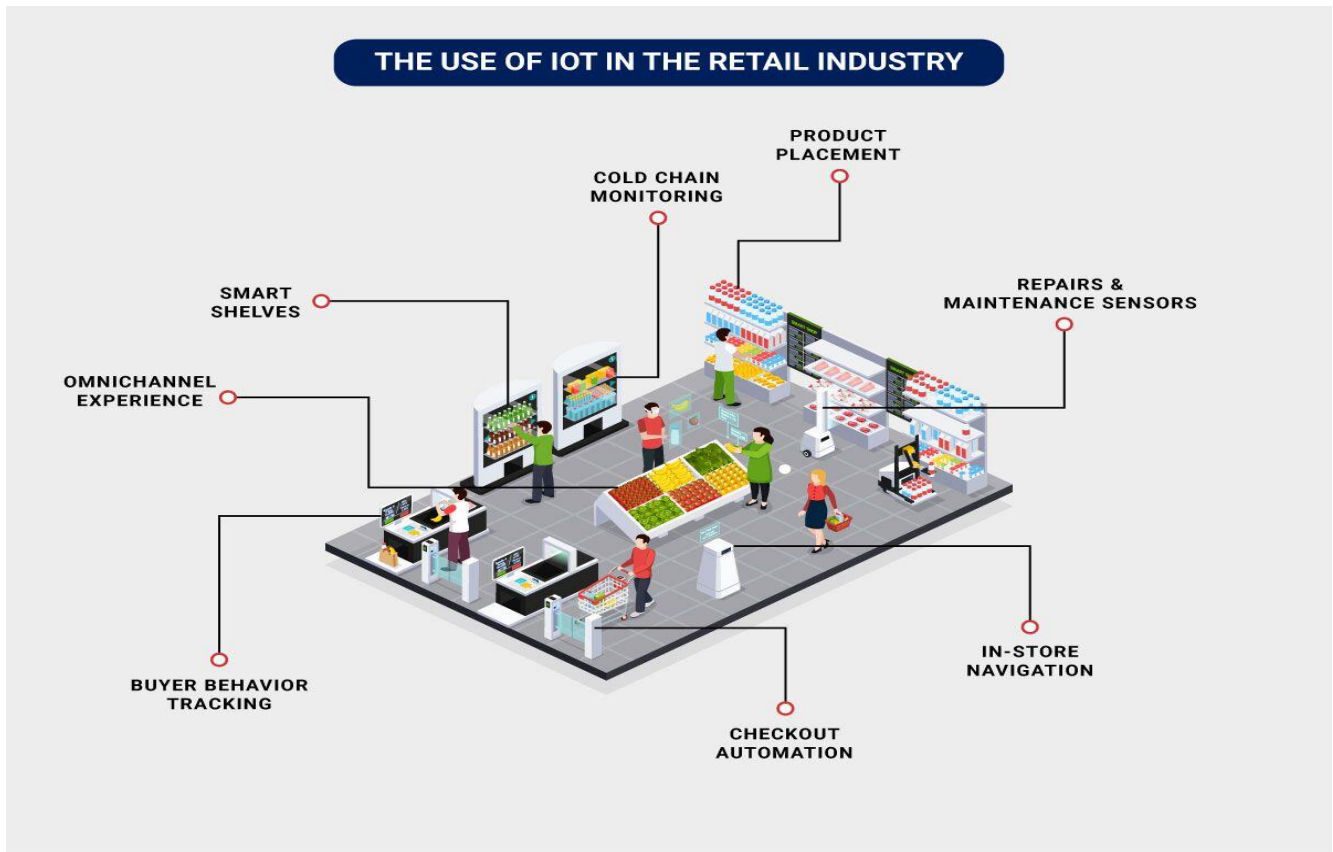 THE USE OF IOT IN THE RETAIL INDUSTRY
PRODUCT
PLACEMENT
COLD CHAIN
MONITORING
SMART
SHELVES
REPAIRS &
MAINTENANCE SENSORS
OMNICHANNEL
EXPERIENCE
BUYER BEHAVIOR
TRACKING
IN-STORE
NAVIGATION
CHECKOUT
AUTOMATION